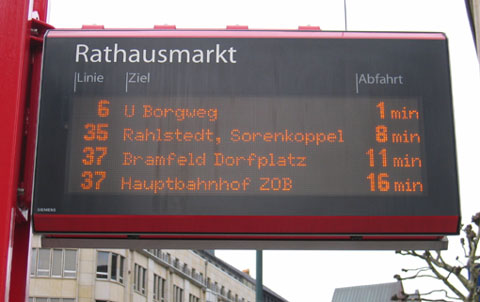 Rathausmarkt
Linie Ziel Abfahrt
6 U Borgweg 1 min
35 Rahlstedt, Sorenkoppel 8 min
37 Bramfeld Dorfplatz 11 min
37 Hauptbahnhof ZOB 16 min
SIEMENS